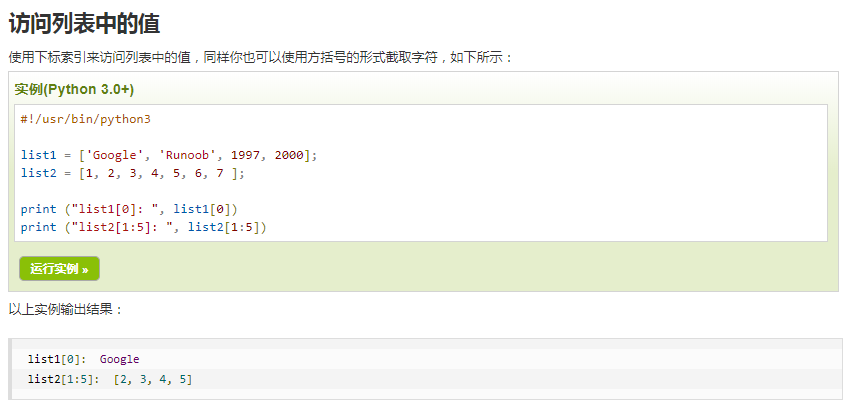 访问列表中的值
使用下标索引来访问列表中的值，同样你也可以使用方括号的形式截取字符，如下所示：
实例(Python 3.0+)
#!/usr/bin/python3
list1 = ['Google', 'Runoob', 1997, 2000];
list2 = [1, 2, 3, 4, 5, 6, 7 ];
print ("list1[0]: ", list1[0])
print ("list2[1:5]: ", list2[1:5])
运行实例 »
以上实例输出结果：
list1[0]:  Google
list2[1:5]:  [2, 3, 4, 5]